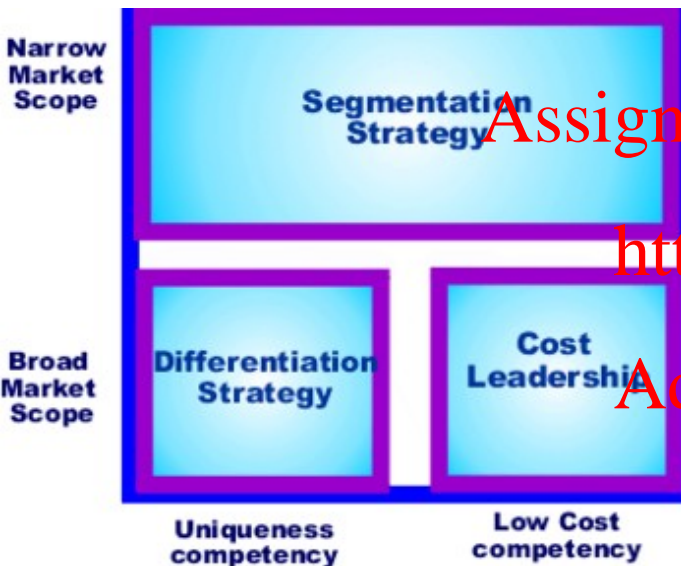 Narrow
Market
Scope
Segmentation
Strategy
Assign
htt
Differentiation
Strategy
Cost
Leadership
Broad
Market
Scope
Uniqueness
competency
Low Cost
competency